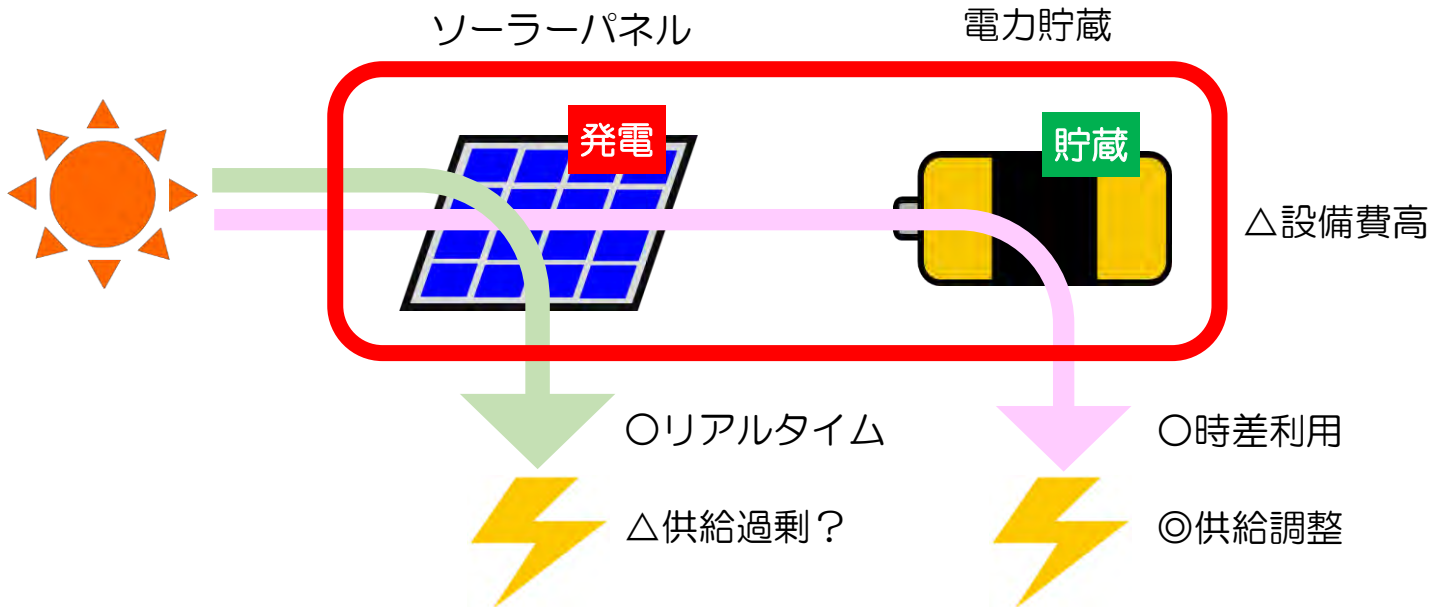 ソーラーパネル
電力貯蔵
発電
貯蔵
△設備費高
○リアルタイム
△供給過剰？
○時差利用
◎供給調整